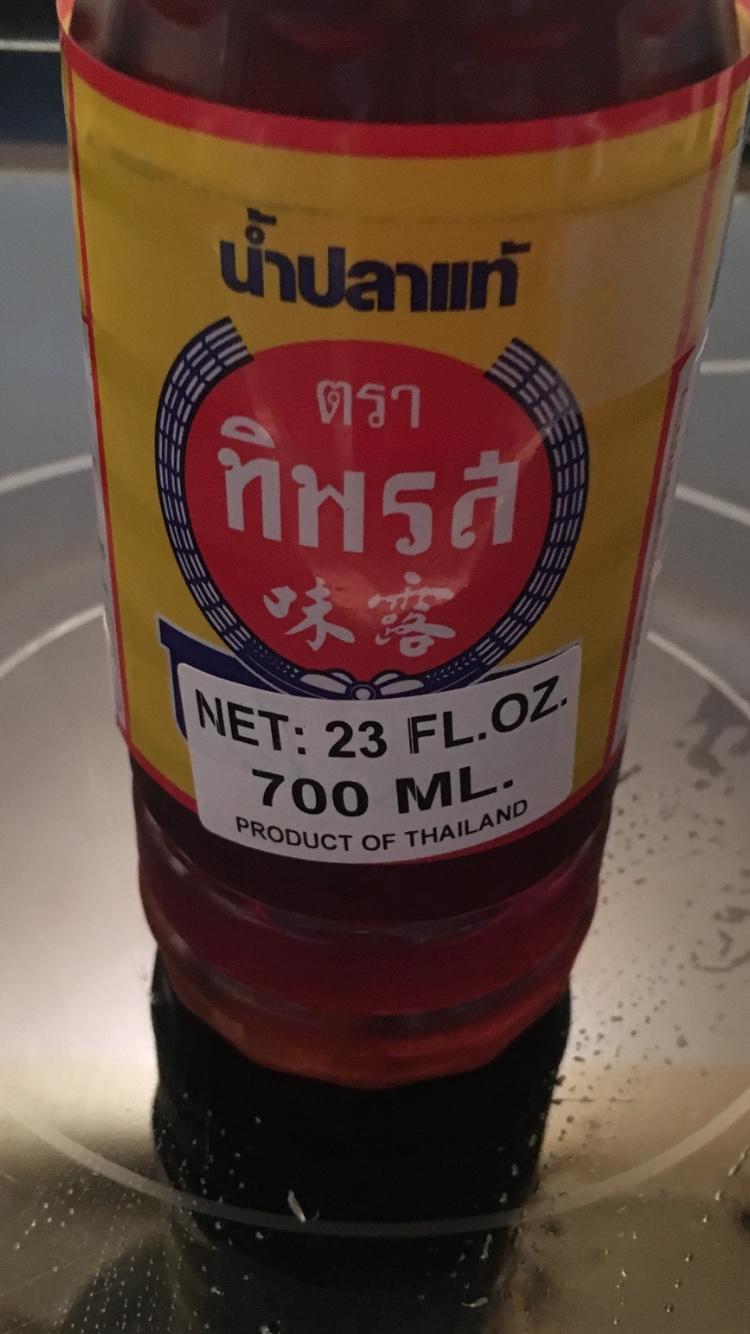 น้ำปลาแท้
ตรา
ทิพรส
味露
NET: 23 FL.OZ.
700 ML.
PRODUCT OF THAILAND